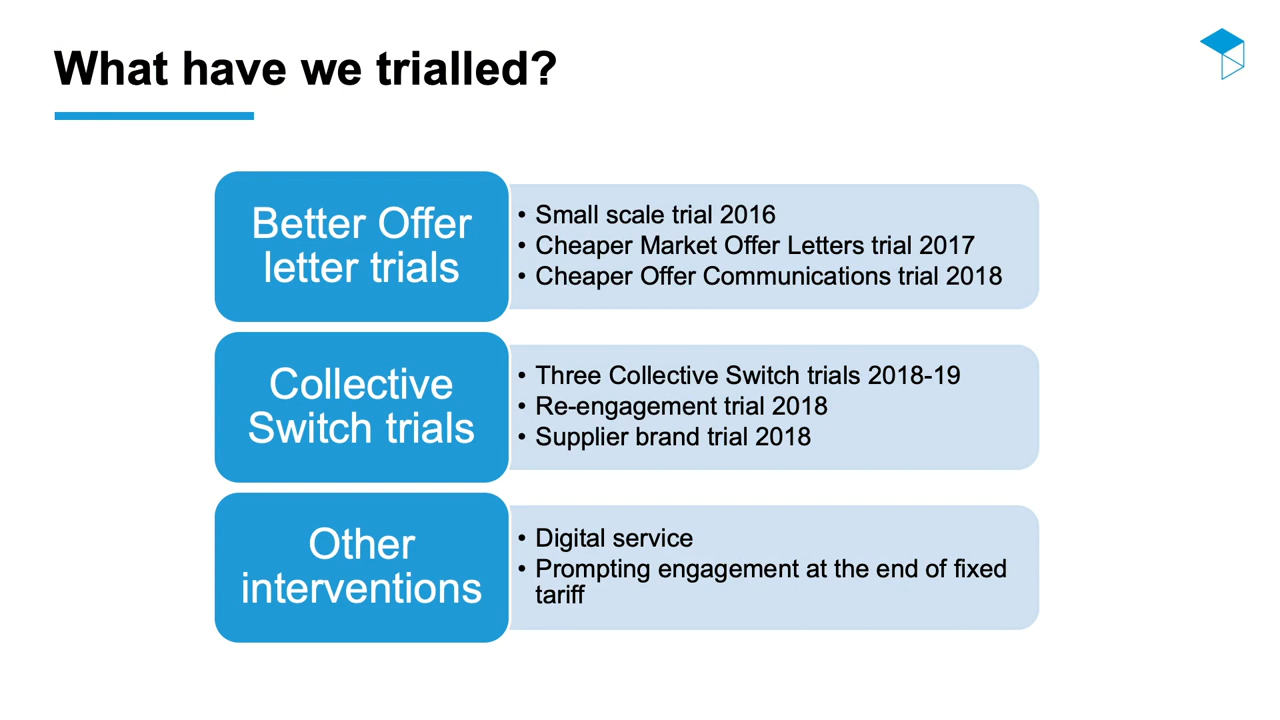 What have we trialled?
Better Offer
letter trials
• Small scale trial 2016
• Cheaper Market Offer Letters trial 2017
• Cheaper Offer Communications trial 2018
Collective
Switch trials
• Three Collective Switch trials 2018-19
• Re-engagement trial 2018
• Supplier brand trial 2018
Other
interventions
• Digital service
• Prompting engagement at the end of fixed
tariff